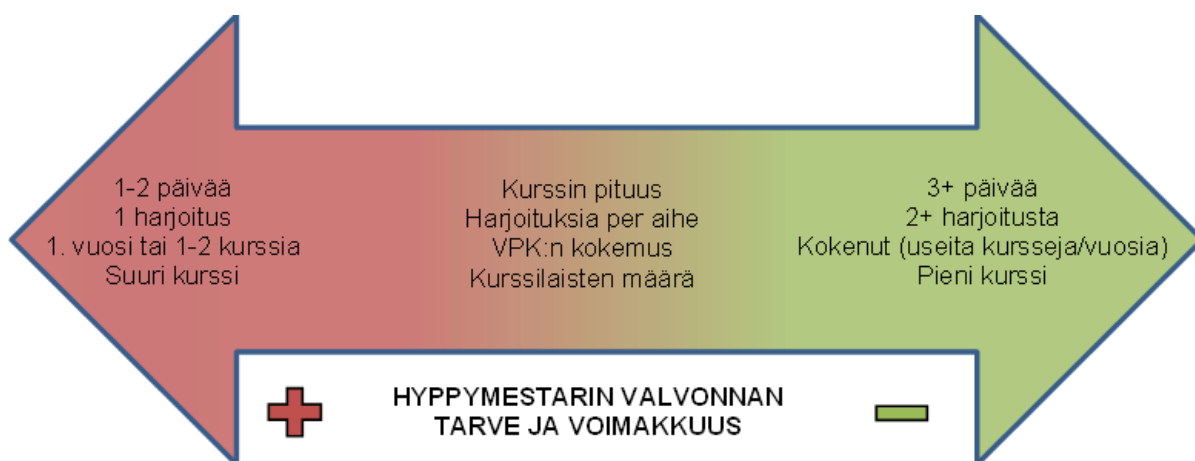 1-2 päivää
1 harjoitus
1. vuosi tai 1-2 kurssia
Suuri kurssi
Kurssin pituus
Harjoituksia per aihe
VPK:n kokemus
Kurssilaisten määrä
3+ päivää
2+ harjoitusta
Kokenut (useita kursseja/vuosia)
Pieni kurssi
HYPPYMESTARIN VALVONNAN
TARVE JA VOIMAKKUUS